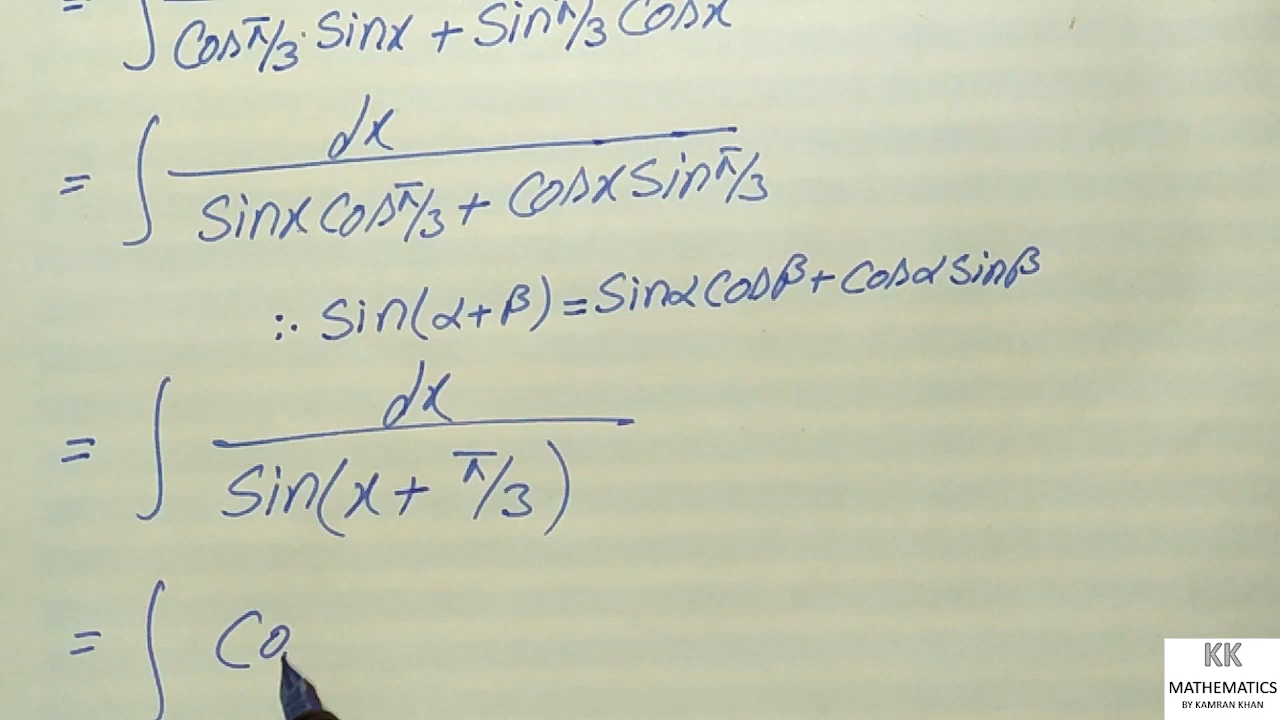 = ∫ Cos π/3 · Sinx + Sin π/3 Cosx
= ∫ dx
Sinx Cos π/3 + Cosx Sin π/3
∴ Sin(α+β) = Sinα Cosβ + Cosα Sinβ
= ∫ dx
Sin(x + π/3)
= ∫ Co
KK
MATHEMATICS
BY KAMRAN KHAN